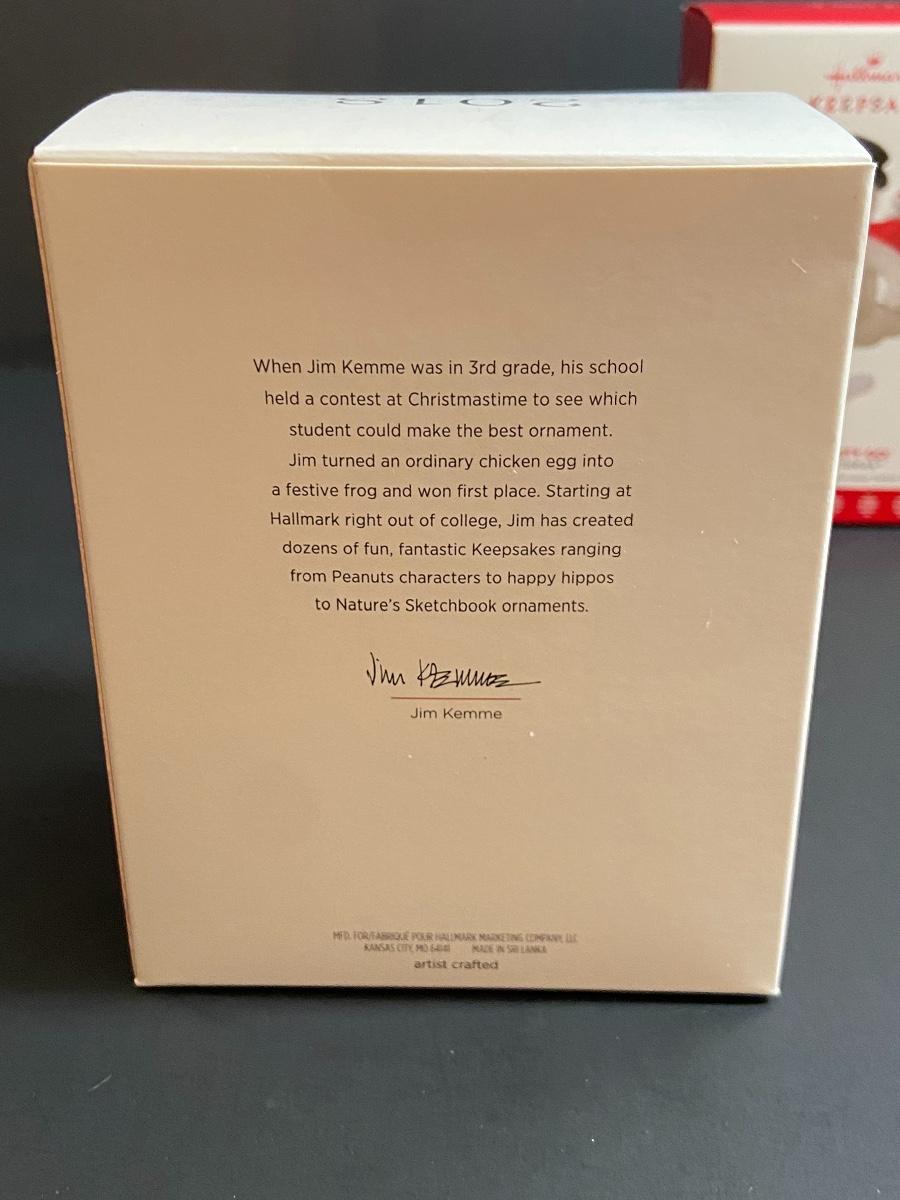 2018
Hallmar
KEEPSA
When Jim Kemme was in 3rd grade, his school
held a contest at Christmastime to see which
student could make the best ornament.
Jim turned an ordinary chicken egg into
a festive frog and won first place. Starting at
Hallmark right out of college, Jim has created
dozens of fun, fantastic Keepsakes ranging
from Peanuts characters to happy hippos
to Nature's Sketchbook ornaments.
Jim Kemme
Jim Kemme
MFD. FOR/FABRIQUÉ POUR HALLMARK MARKETING COMPANY, LLC
KANSAS CITY, MO 64141 MADE IN SRI LANKA
artist crafted